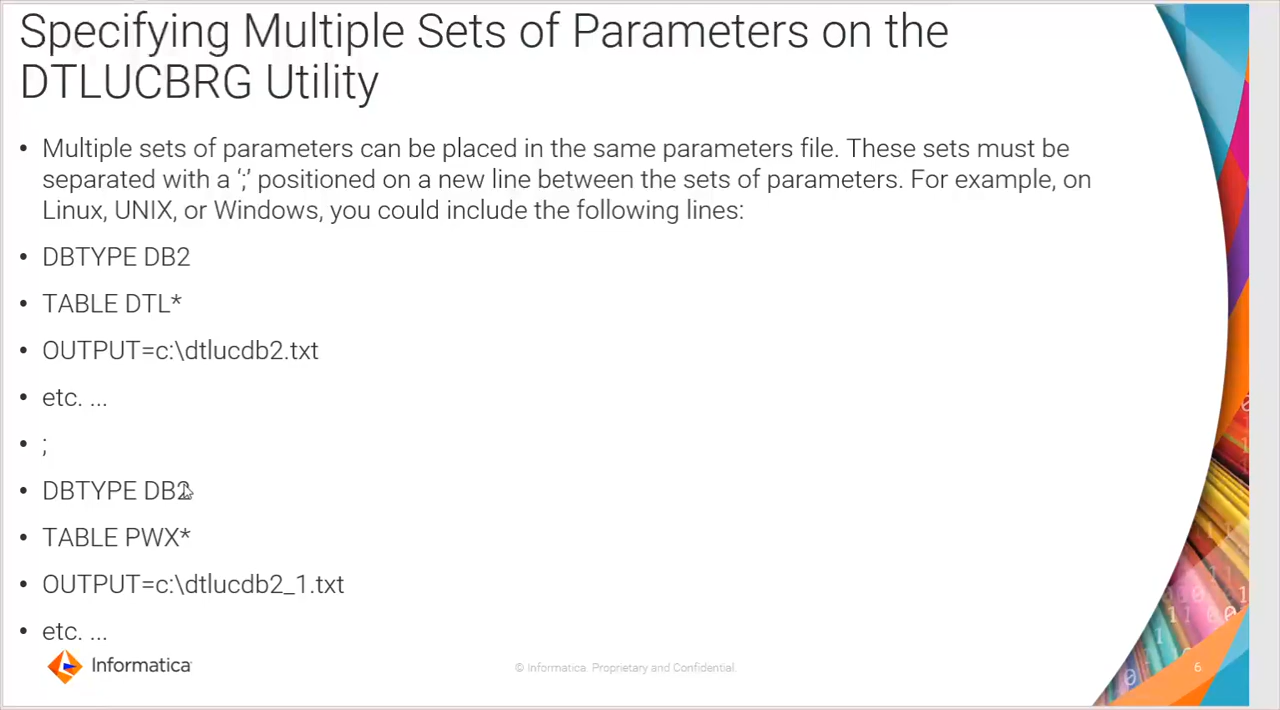 Specifying Multiple Sets of Parameters on the
DTLUCBRG Utility
• Multiple sets of parameters can be placed in the same parameters file. These sets must be
separated with a ‘;’ positioned on a new line between the sets of parameters. For example, on
Linux, UNIX, or Windows, you could include the following lines:
• DBTYPE DB2
• TABLE DTL*
• OUTPUT=c:\dtlucdb2.txt
• etc. ...
• ;
• DBTYPE DB2
• TABLE PWX*
• OUTPUT=c:\dtlucdb2_1.txt
• etc. ...
Informatica
© Informatica. Proprietary and Confidential.
6